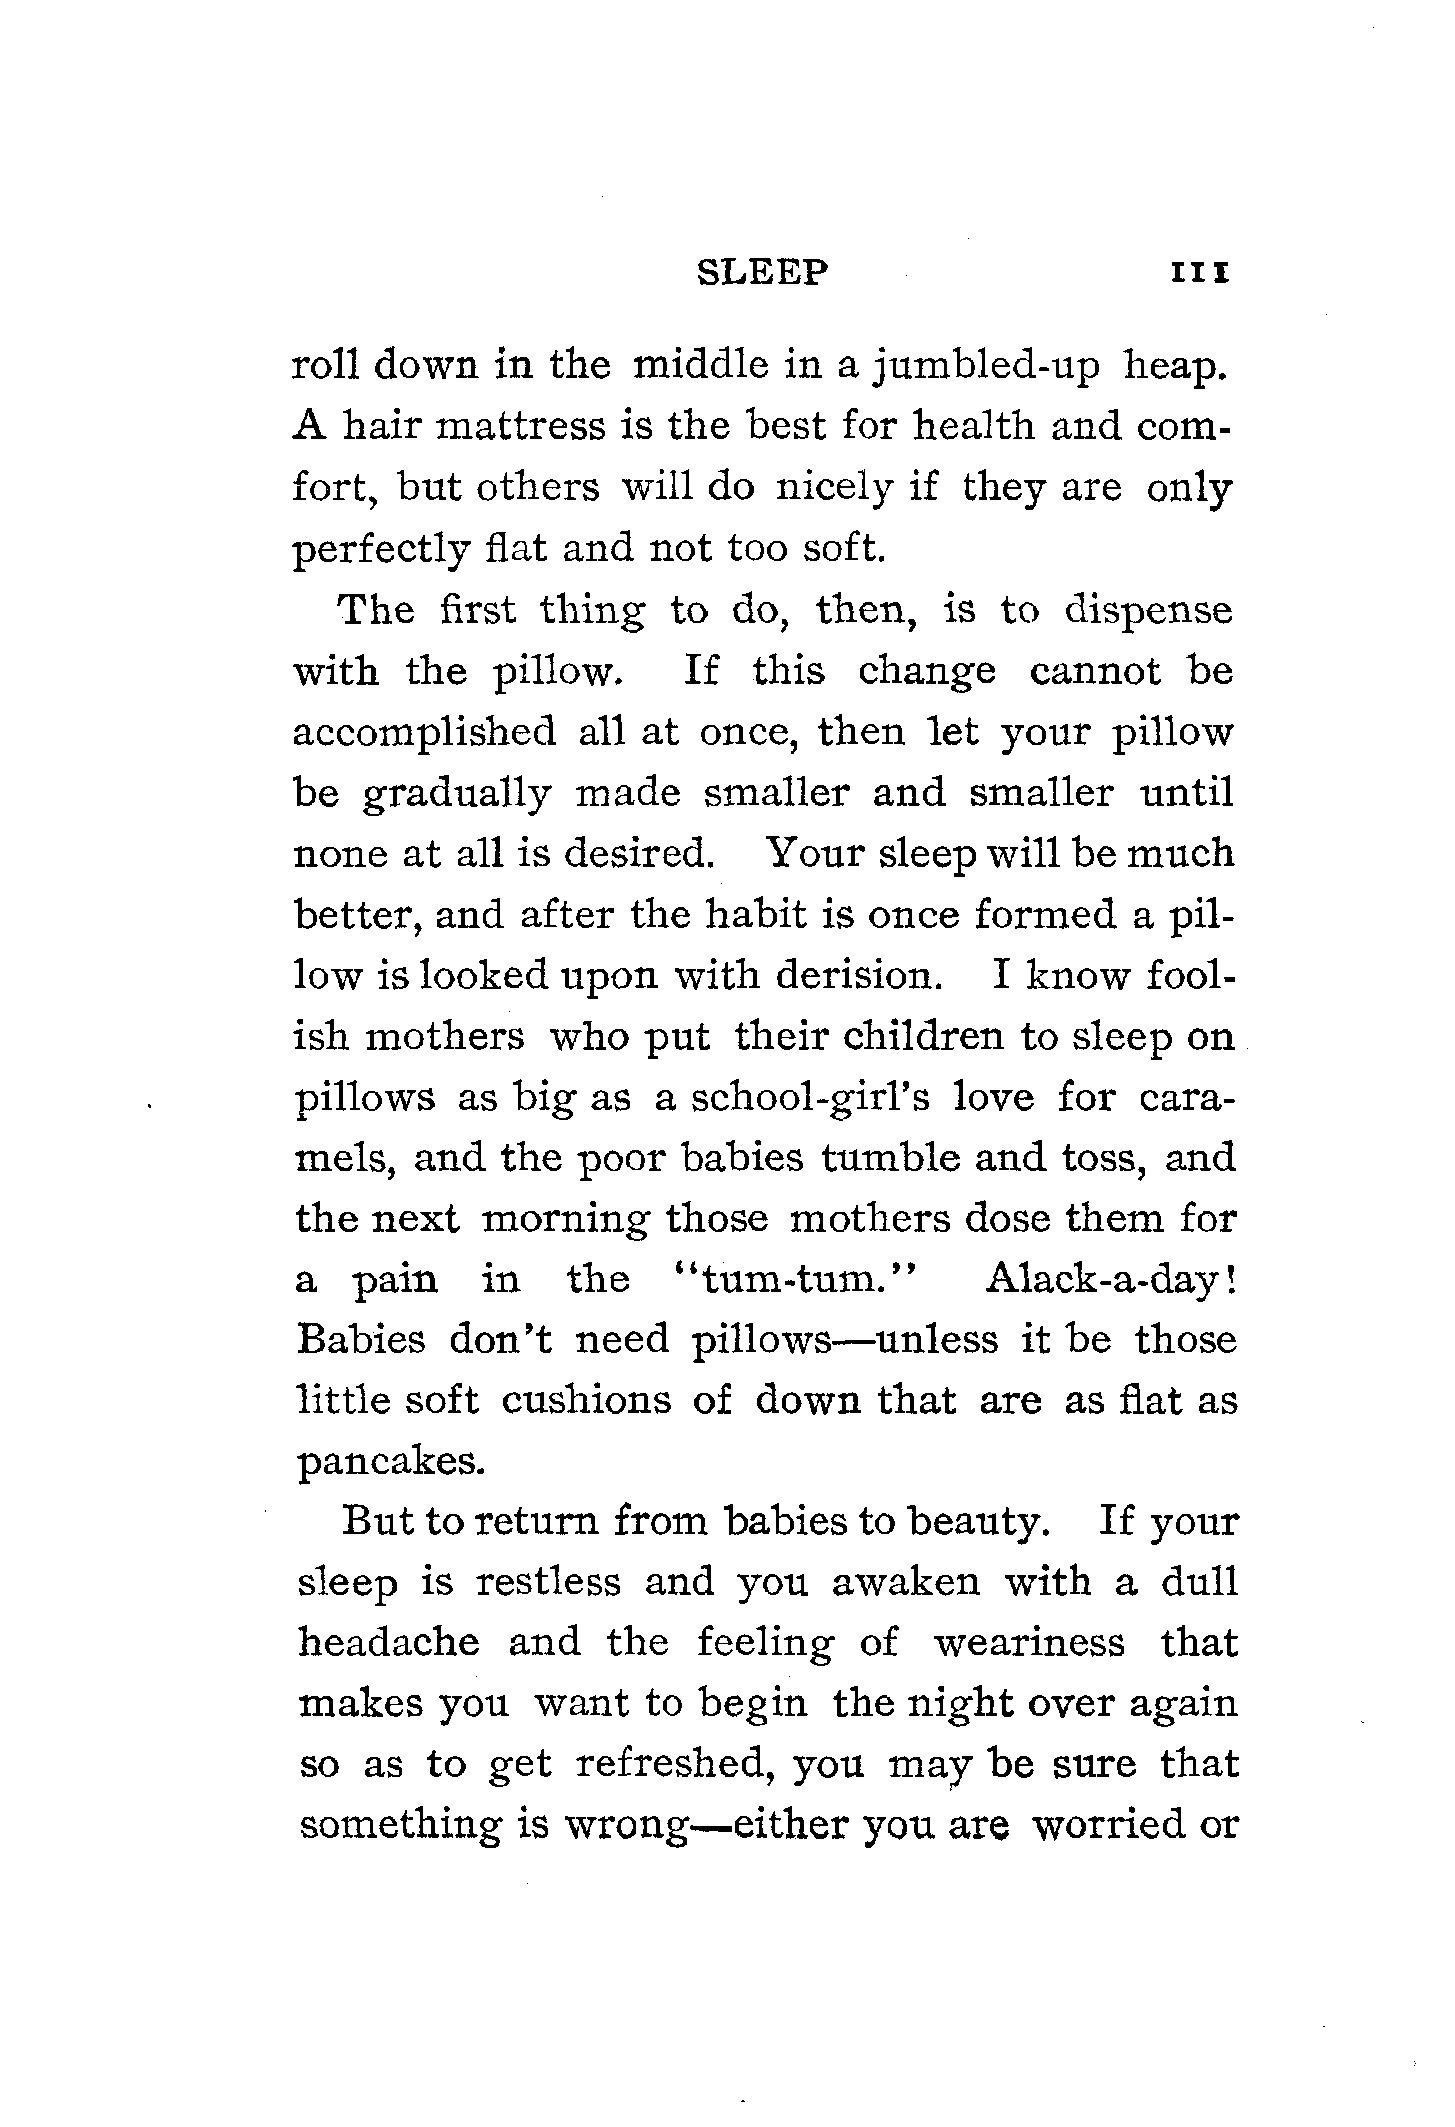 SLEEP 111
roll down in the middle in a jumbled-up heap.
A hair mattress is the best for health and com-
fort, but others will do nicely if they are only
perfectly flat and not too soft.
The first thing to do, then, is to dispense
with the pillow. If this change cannot be
accomplished all at once, then let your pillow
be gradually made smaller and smaller until
none at all is desired. Your sleep will be much
better, and after the habit is once formed a pil-
low is looked upon with derision. I know fool-
ish mothers who put their children to sleep on
pillows as big as a school-girl's love for cara-
mels, and the poor babies tumble and toss, and
the next morning those mothers dose them for
a pain in the “tum-tum.” Alack-a-day!
Babies don't need pillows—unless it be those
little soft cushions of down that are as flat as
pancakes.
But to return from babies to beauty. If your
sleep is restless and you awaken with a dull
headache and the feeling of weariness that
makes you want to begin the night over again
so as to get refreshed, you may be sure that
something is wrong—either you are worried or